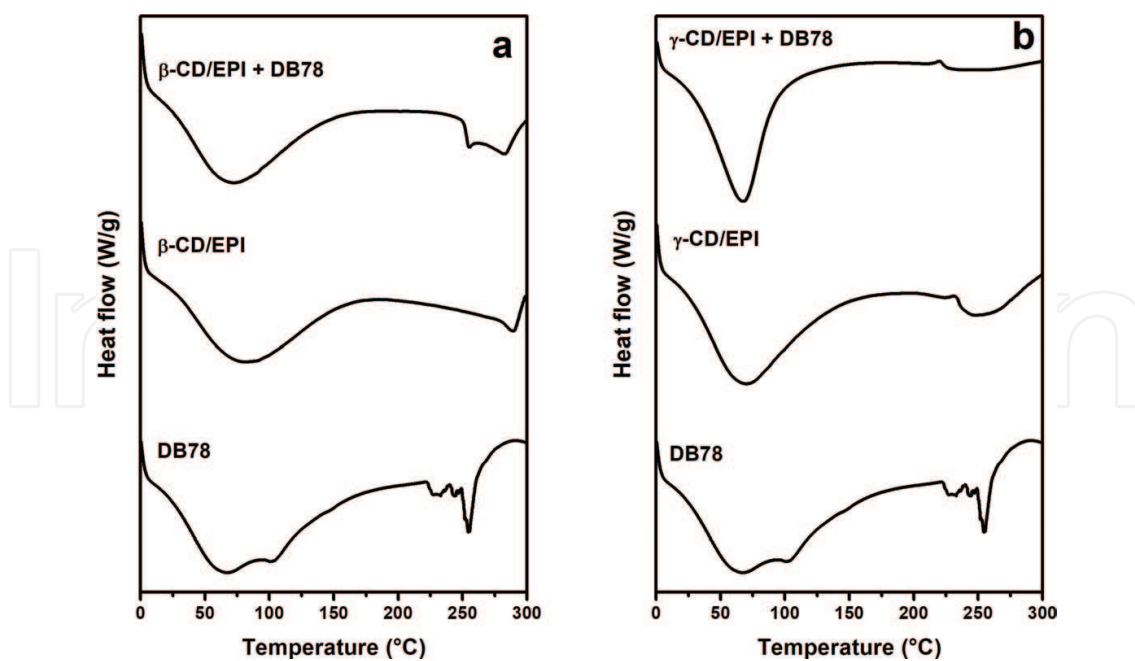 a
β-CD/EPI + DB78
β-CD/EPI
DB78
Heat flow (W/g)
0 50 100 150 200 250 300
Temperature (°C)
b
γ-CD/EPI + DB78
γ-CD/EPI
DB78
Heat flow (W/g)
0 50 100 150 200 250 300
Temperature (°C)